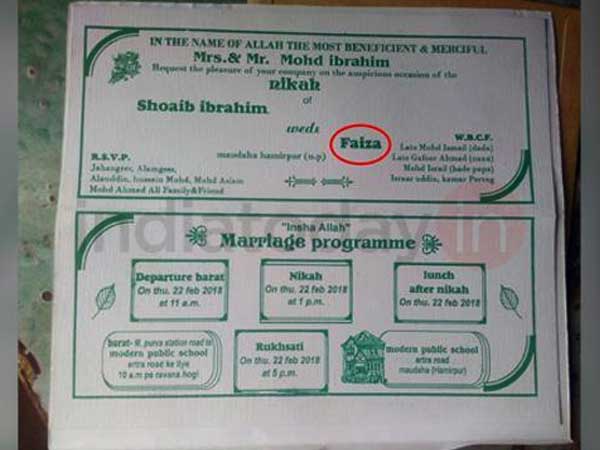 IN THE NAME OF ALLAH THE MOST BENEFICIENT & MERCIFUL
Mrs.& Mr. Mohd ibrahim
Request the pleasure of your company on the auspicious occasion of the
nikah
of
Shoaib ibrahim
weds
Faiza
maudaha hamirpur (u.p)
R.S.V.P.
Jahangeer, Alamgeer,
Alauddin, hussain Mohd, Mohd Aslam
Mohd Ahmed Ali Family&Friend
W.B.C.F.
Late Mohd Ismail (dada)
Late Gafoor Ahmad (nana)
Mohd Israil (bade papa)
Israr uddin, kamar Parveg
indiatoday.in
"Insha Allah"
Marriage programme
Departure barat
On thu, 22 feb 2018
at 11 a.m.
Nikah
On thu, 22 feb 2018
at 1 p.m.
lunch
after nikah
On thu, 22 feb 2018
barat- purva station road se
modern public school
artra road ke liye
10 a.m pe ravana hogi
Rukhsati
On thu, 22 feb 2018
at 5 p.m.
modern public school
artra road
maudaha (Hamirpur)